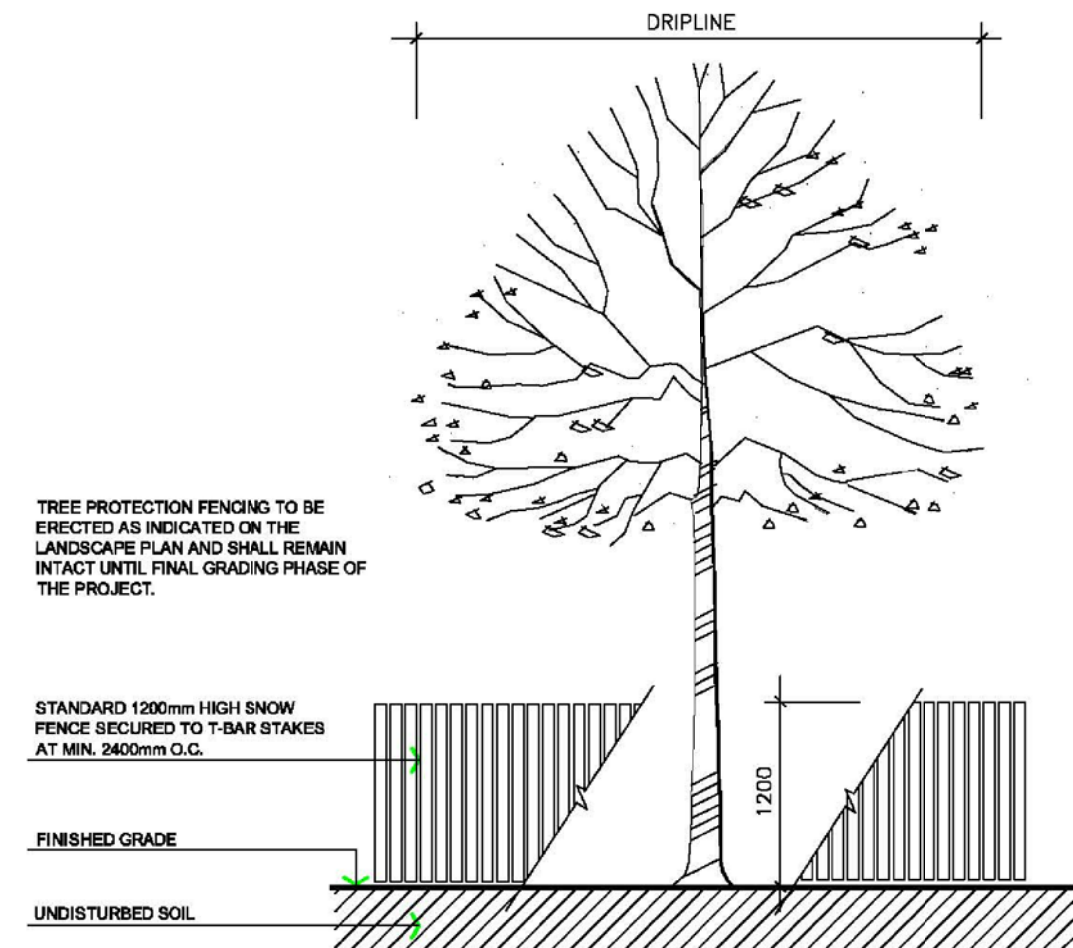 DRIPLINE
TREE PROTECTION FENCING TO BE
ERECTED AS INDICATED ON THE
LANDSCAPE PLAN AND SHALL REMAIN
INTACT UNTIL FINAL GRADING PHASE OF
THE PROJECT.
STANDARD 1200mm HIGH SNOW
FENCE SECURED TO T-BAR STAKES
AT MIN. 2400mm O.C.
1200
FINISHED GRADE
UNDISTURBED SOIL